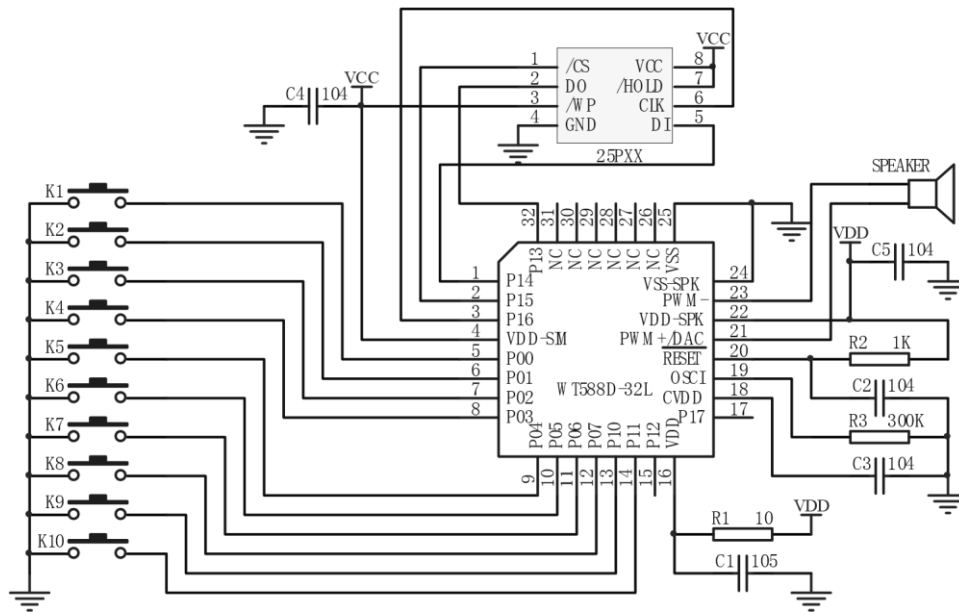 VCC
1 /CS VCC 8
2 DO /HOLD 7
3 /WP CLK 6
4 GND DI 5
25PXX
VCC
C4 104
SPEAKER
K1
K2
K3
K4
K5
K6
K7
K8
K9
K10
32 31 30 29 28 27 26 25
P13 NC NC NC NC NC NC VSS
1 P14
2 P15
3 P16
4 VDD-SIM
5 P00
6 P01
7 P02
8 P03
WT588D-32L
VSS-SPK 24
PWM- 23
VDD-SPK 22
PWM+/DAC 21
RESET 20
OSCI 19
CVDD 18
P17 17
P04 P05 P06 P07 P10 P11 P12 VDD
9 10 11 12 13 14 15 16
VDD
C5 104
R2 1K
C2 104
R3 300K
C3 104
VDD
R1 10
C1 105